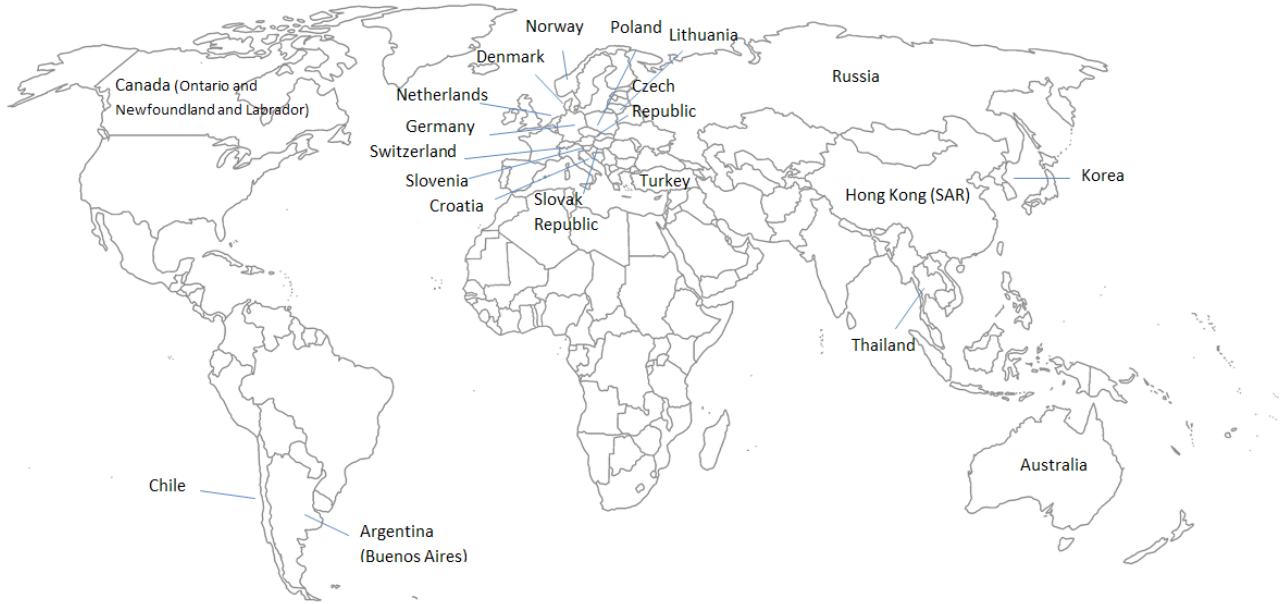 Norway
Poland
Lithuania
Denmark
Russia
Canada (Ontario and
Newfoundland and Labrador)
Czech
Republic
Netherlands
Germany
Switzerland
Korea
Slovenia
Turkey
Hong Kong (SAR)
Croatia
Slovak
Republic
Thailand
Australia
Chile
Argentina
(Buenos Aires)